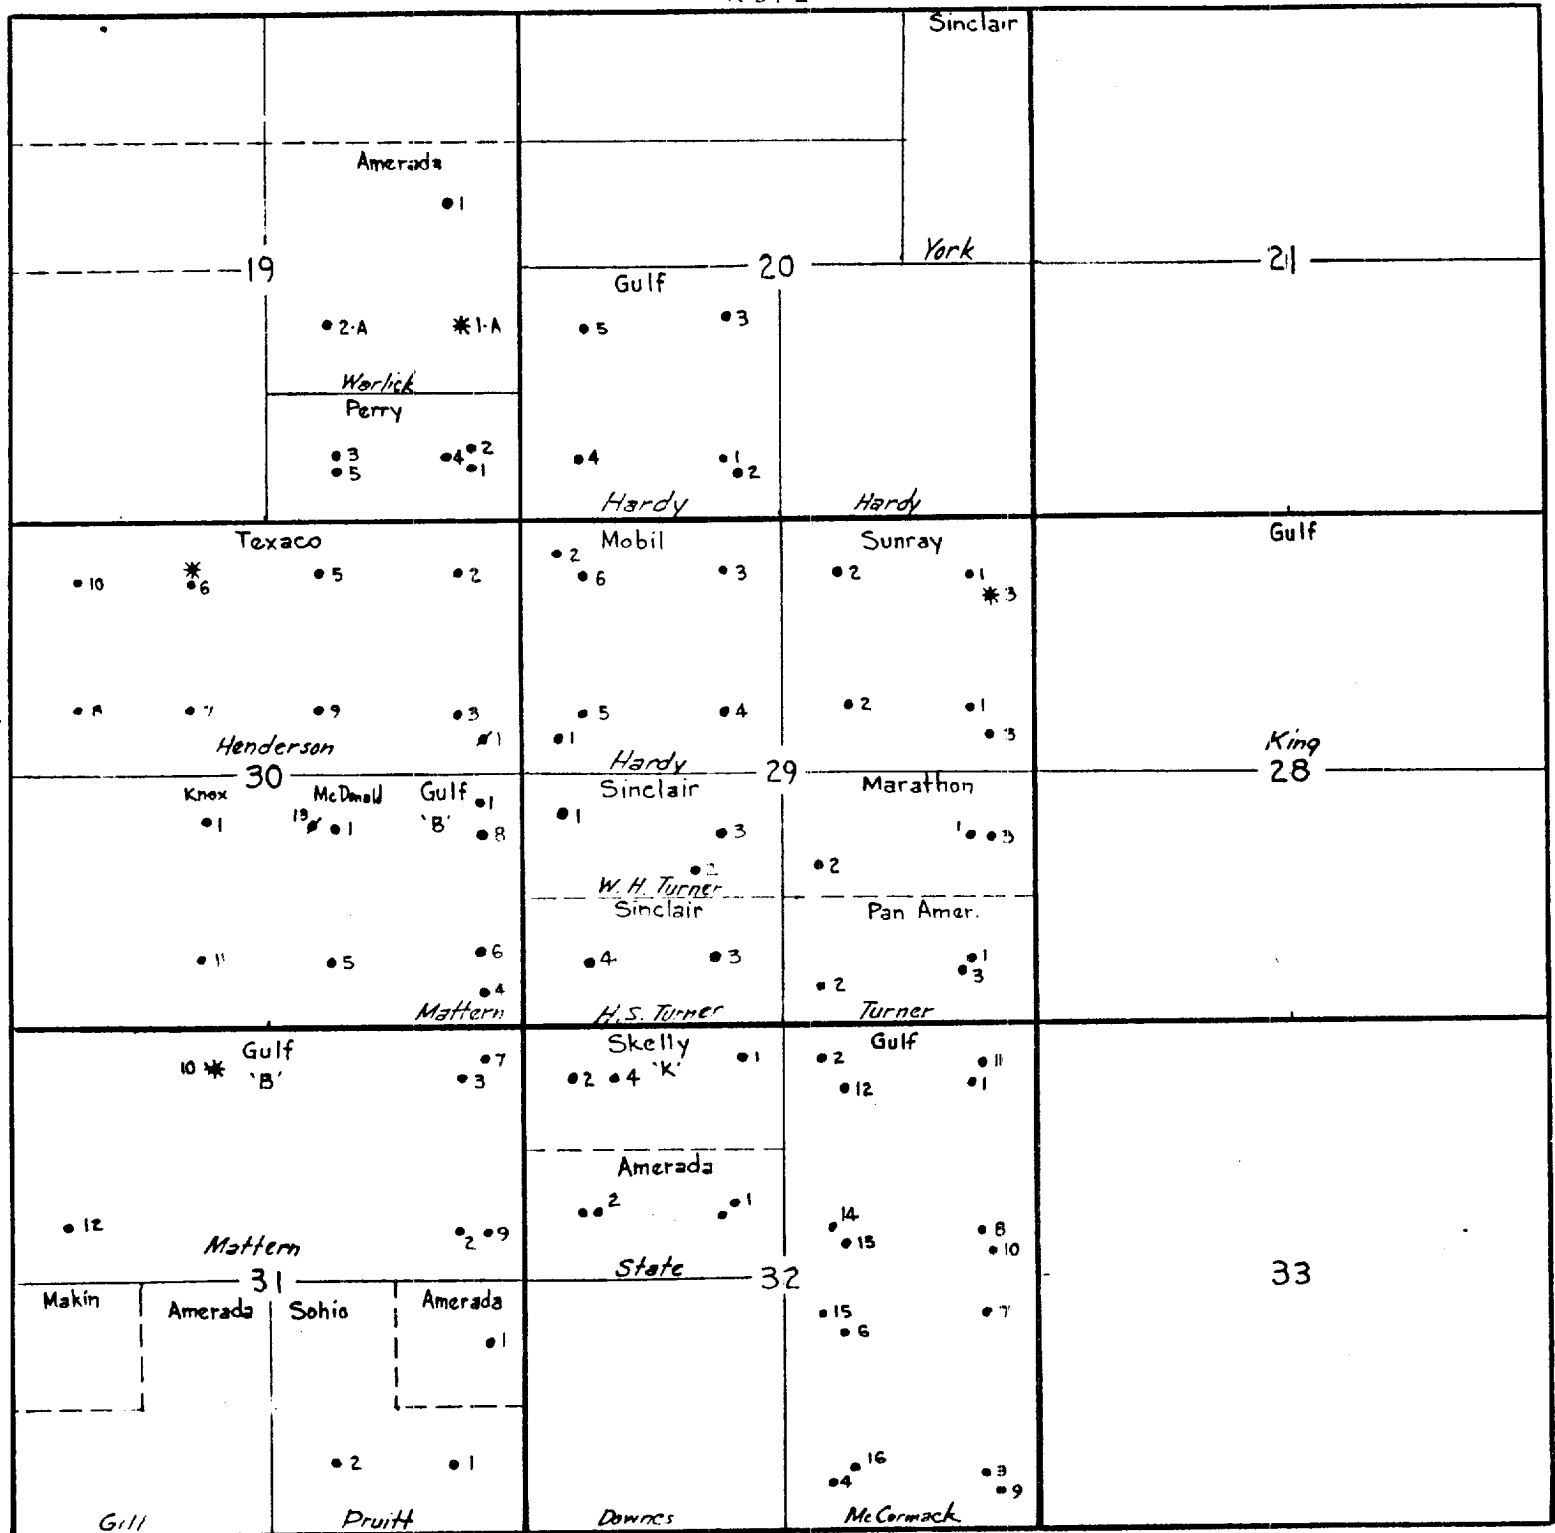 Sinclair
Amerada
1
York
19
20
21
Gulf
2-A
1-A
5
3
Warlick
Perry
3
4
2
5
1
4
1
2
Hardy
Hardy
Texaco
Mobil
Sunray
Gulf
10
6
5
2
2
6
3
2
1
3
7
9
3
1
5
4
1
2
1
3
Henderson
Hardy
King
30
29
28
Knox
McDonald
Gulf
'B'
1
13
1
1
8
Sinclair
1
3
2
W. H. Turner
Marathon
1
3
2
Sinclair
Pan Amer.
11
5
6
4
4
3
2
1
3
Mattern
H.S. Turner
Turner
Gulf
'B'
10
7
3
Skelly
'K'
1
2
4
Gulf
2
12
11
1
Amerada
2
1
12
2
9
14
13
8
10
Mattern
State
31
32
33
Makin
Amerada
Sohio
Amerada
1
15
6
7
2
1
16
4
3
9
Gill
Pruitt
Downes
McCormack